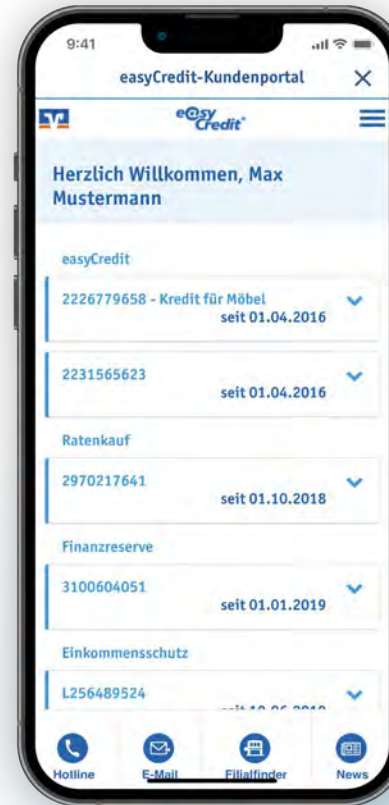 9:41
easyCredit-Kundenportal
easy
Credit
Herzlich Willkommen, Max
Mustermann
easyCredit
2226779658 - Kredit für Möbel
seit 01.04.2016
2231565623
seit 01.04.2016
Ratenkauf
2970217641
seit 01.10.2018
Finanzreserve
3100604051
seit 01.01.2019
Einkommensschutz
L256489524
Hotline
E-Mail
Filialfinder
News